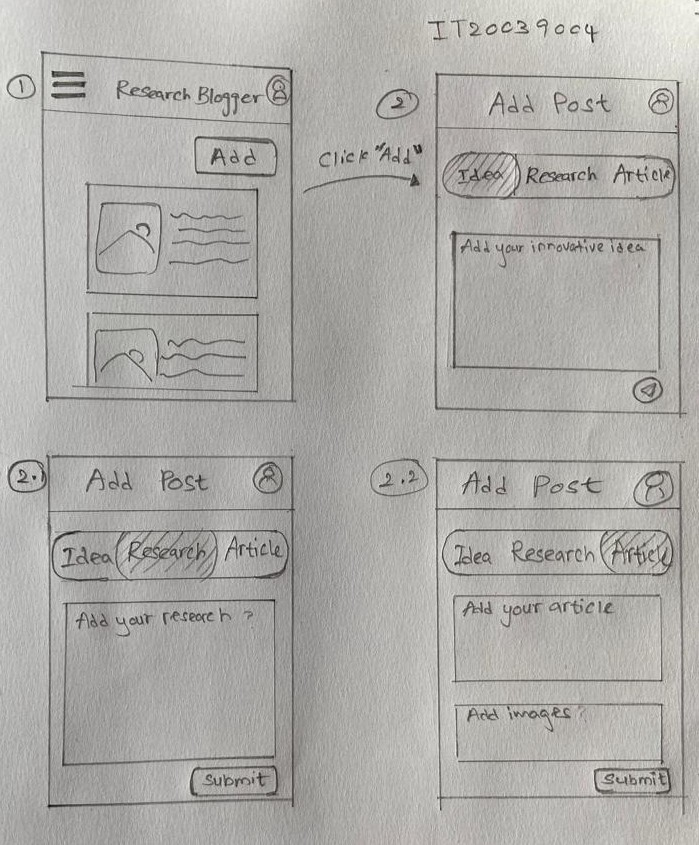 IT20039004
1
Research Blogger
Add
Click "Add"
2
Add Post
Idea Research Article
Add your innovative idea
2.1
Add Post
Idea Research Article
Add your research ?
Submit
2.2
Add Post
Idea Research Article
Add your article
Add images ?
Submit